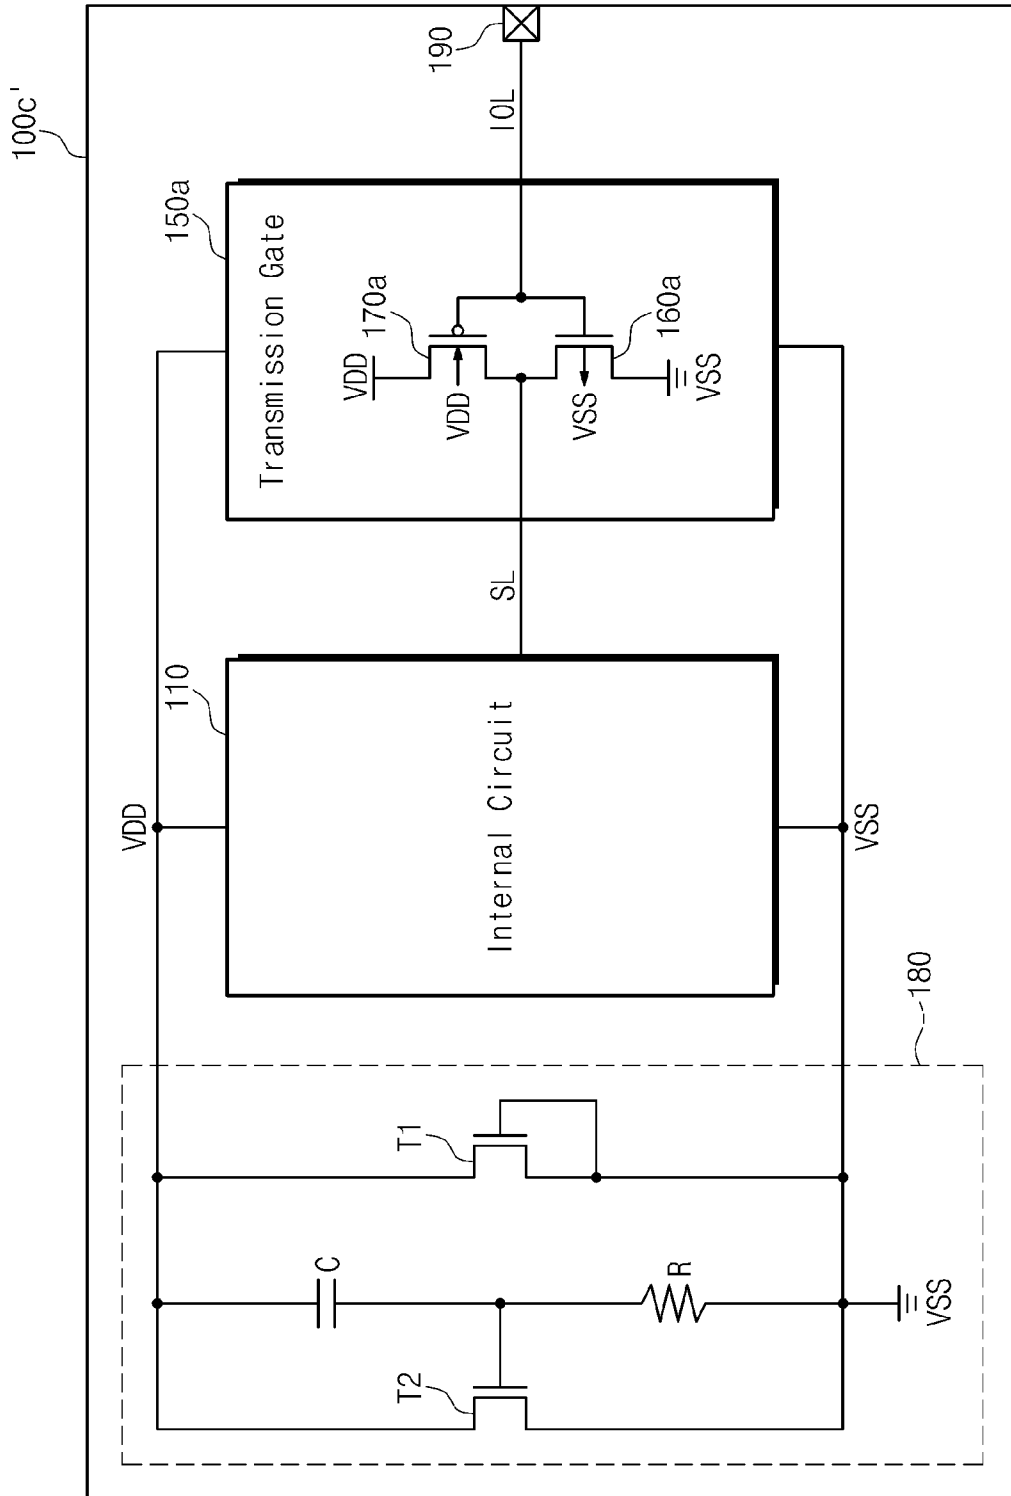 100c'
VDD
110
Internal Circuit
VSS
150a
Transmission Gate
VDD
170a
VDD
VSS
160a
VSS
SL
IOL
190
T2
C
R
VSS
T1
180